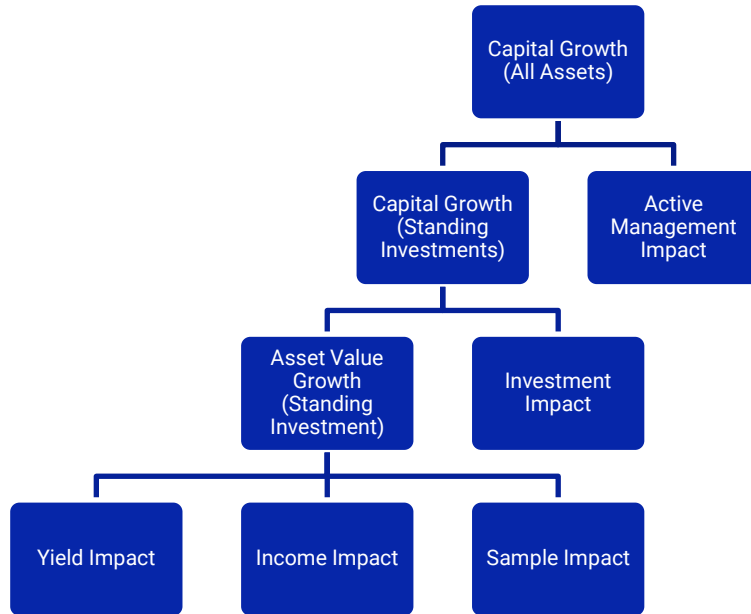 Capital Growth
(All Assets)
Capital Growth
(Standing
Investments)
Active
Management
Impact
Asset Value
Growth
(Standing
Investment)
Investment
Impact
Yield Impact
Income Impact
Sample Impact